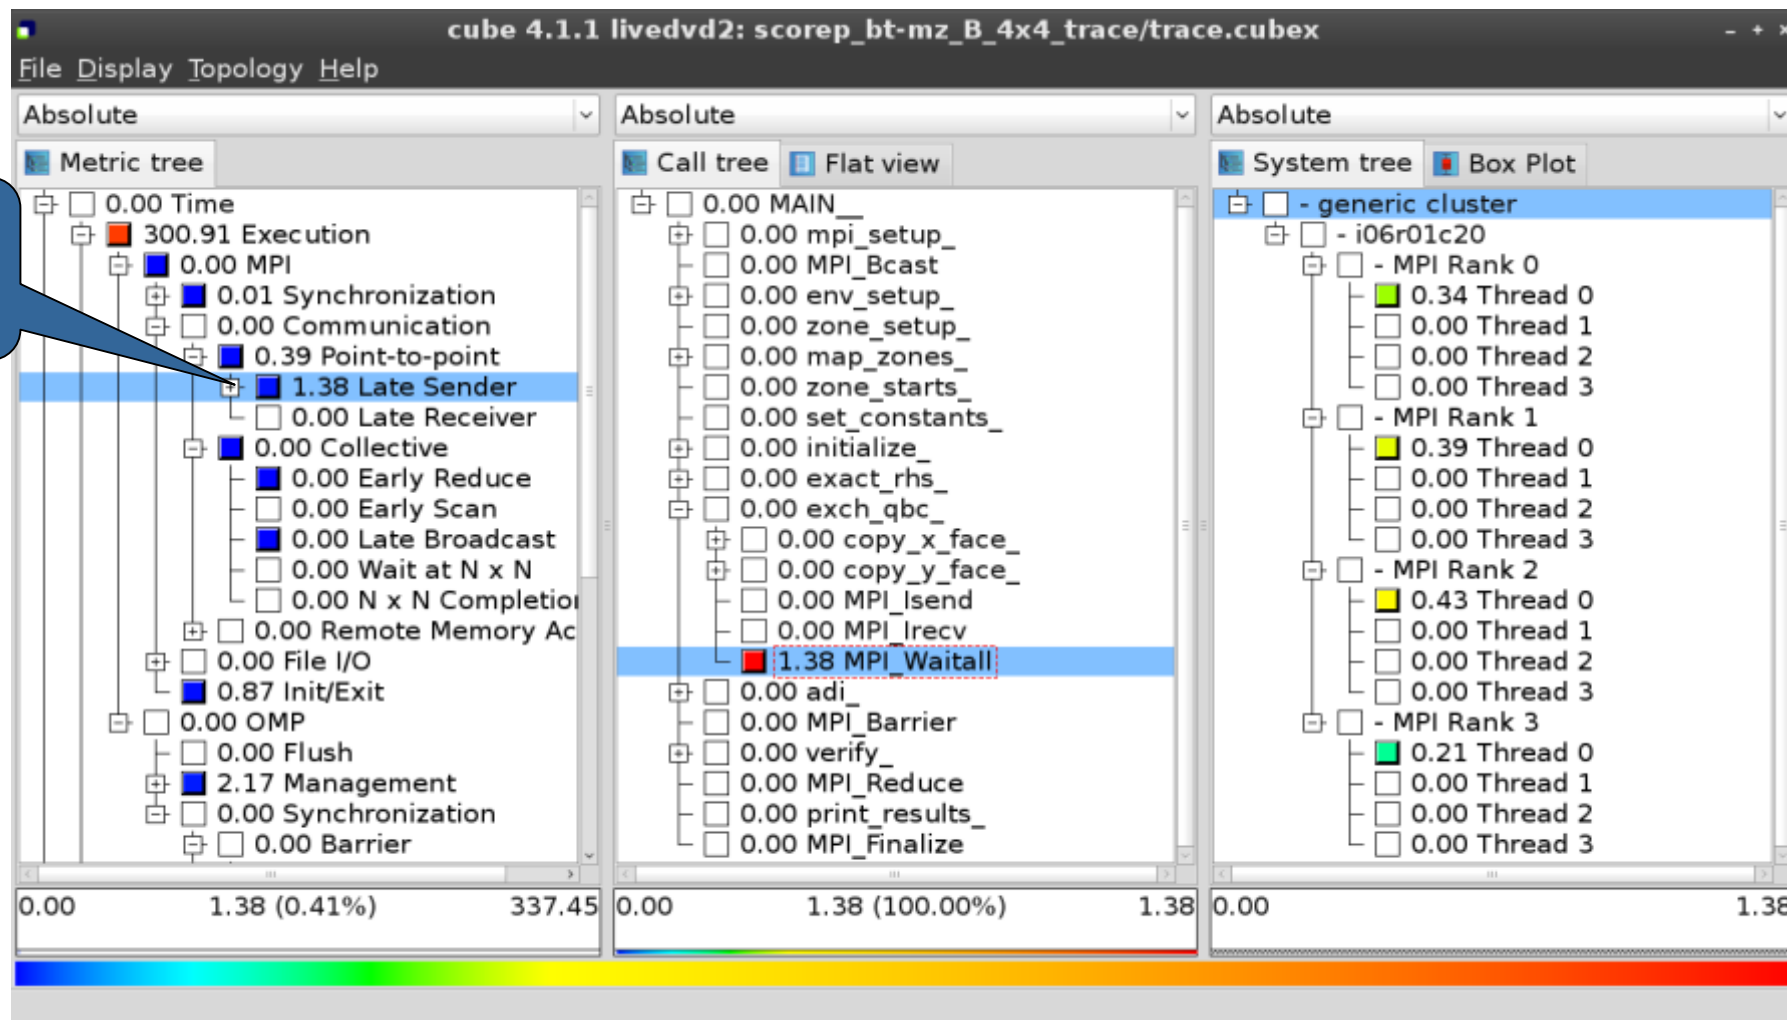 cube 4.1.1 livedvd2: scorep_bt-mz_B_4x4_trace/trace.cubex
File Display Topology Help
Absolute
Metric tree
0.00 Time
300.91 Execution
0.00 MPI
0.01 Synchronization
0.00 Communication
0.39 Point-to-point
1.38 Late Sender
0.00 Late Receiver
0.00 Collective
0.00 Early Reduce
0.00 Early Scan
0.00 Late Broadcast
0.00 Wait at N x N
0.00 N x N Completion
0.00 Remote Memory Ac
0.00 File I/O
0.87 Init/Exit
0.00 OMP
0.00 Flush
2.17 Management
0.00 Synchronization
0.00 Barrier
0.00 1.38 (0.41%) 337.45
Absolute
Call tree Flat view
0.00 MAIN__
0.00 mpi_setup_
0.00 MPI_Bcast
0.00 env_setup_
0.00 zone_setup_
0.00 map_zones_
0.00 zone_starts_
0.00 set_constants_
0.00 initialize_
0.00 exact_rhs_
0.00 exch_qbc_
0.00 copy_x_face_
0.00 copy_y_face_
0.00 MPI_Isend
0.00 MPI_Irecv
1.38 MPI_Waitall
0.00 adi_
0.00 MPI_Barrier
0.00 verify_
0.00 MPI_Reduce
0.00 print_results_
0.00 MPI_Finalize
0.00 1.38 (100.00%) 1.38
Absolute
System tree Box Plot
- generic cluster
- i06r01c20
- MPI Rank 0
0.34 Thread 0
0.00 Thread 1
0.00 Thread 2
0.00 Thread 3
- MPI Rank 1
0.39 Thread 0
0.00 Thread 1
0.00 Thread 2
0.00 Thread 3
- MPI Rank 2
0.43 Thread 0
0.00 Thread 1
0.00 Thread 2
0.00 Thread 3
- MPI Rank 3
0.21 Thread 0
0.00 Thread 1
0.00 Thread 2
0.00 Thread 3
0.00 1.38